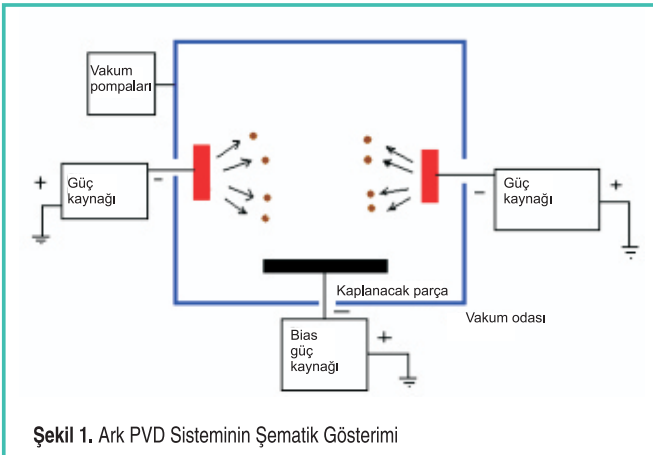 Vakum
pompaları
+
Güç
kaynağı
−
−
Güç
kaynağı
+
Kaplanacak parça
−
Vakum odası
Bias
güç
kaynağı
+
Şekil 1. Ark PVD Sisteminin Şematik Gösterimi